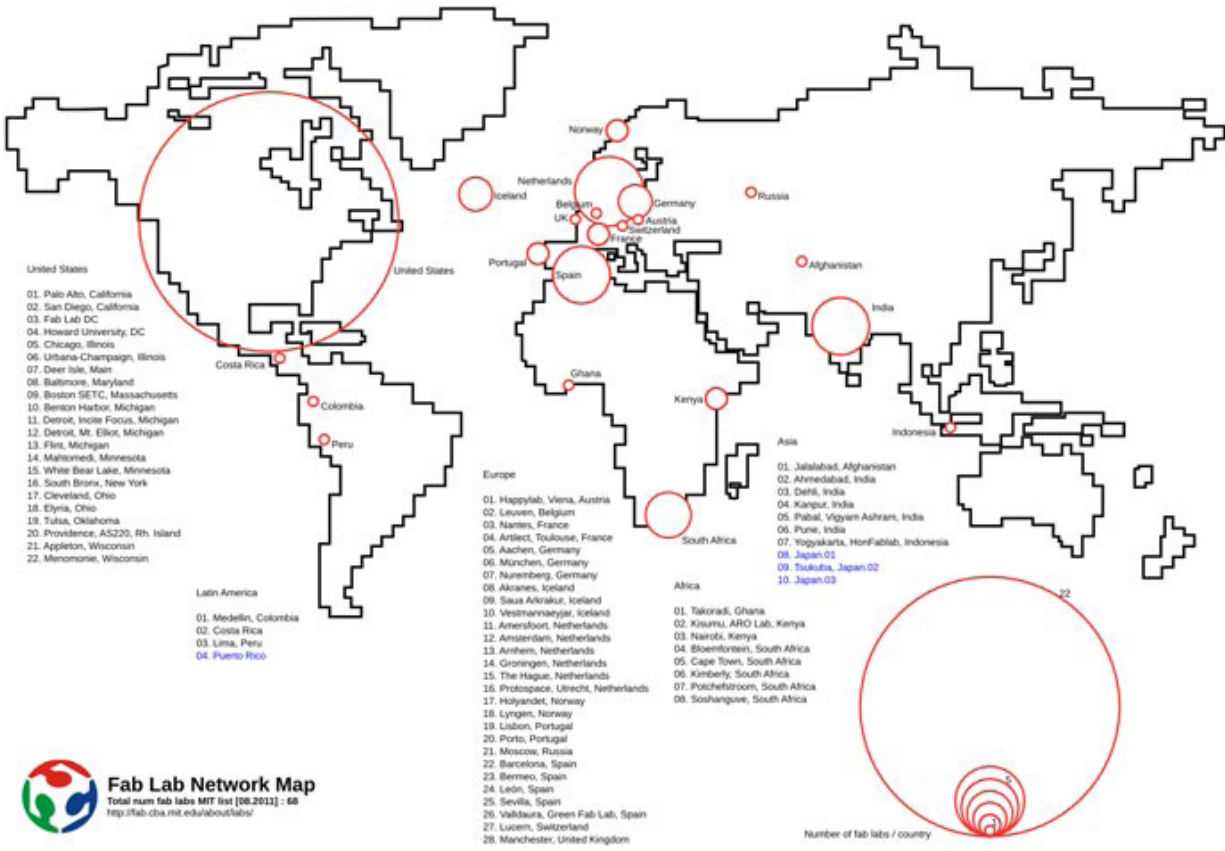 Norway
Netherlands
Iceland
Belgium
Germany
UK
Austria
Switzerland
France
Russia
Portugal
Spain
Afghanistan
United States
India
Costa Rica
Ghana
Colombia
Kenya
Peru
Indonesia
South Africa
United States
01. Palo Alto, California
02. San Diego, California
03. Fab Lab DC
04. Howard University, DC
05. Chicago, Illinois
06. Urbana-Champaign, Illinois
07. Deer Isle, Main
08. Baltimore, Maryland
09. Boston SETC, Massachusetts
10. Benton Harbor, Michigan
11. Detroit, Incite Focus, Michigan
12. Detroit, Mt. Elliot, Michigan
13. Flint, Michigan
14. Mahtomedi, Minnesota
15. White Bear Lake, Minnesota
16. South Bronx, New York
17. Cleveland, Ohio
18. Elyria, Ohio
19. Tulsa, Oklahoma
20. Providence, AS220, Rh. Island
21. Appleton, Wisconsin
22. Menomonie, Wisconsin
Latin America
01. Medellin, Colombia
02. Costa Rica
03. Lima, Peru
04. Puerto Rico
Europe
01. Happylab, Viena, Austria
02. Leuven, Belgium
03. Nantes, France
04. Artilect, Toulouse, France
05. Aachen, Germany
06. München, Germany
07. Nuremberg, Germany
08. Akranes, Iceland
09. Saua Arkrakur, Iceland
10. Vestmannaeyjar, Iceland
11. Amersfoort, Netherlands
12. Amsterdam, Netherlands
13. Arnhem, Netherlands
14. Groningen, Netherlands
15. The Hague, Netherlands
16. Protospace, Utrecht, Netherlands
17. Holyandet, Norway
18. Lyngen, Norway
19. Lisbon, Portugal
20. Porto, Portugal
21. Moscow, Russia
22. Barcelona, Spain
23. Bermeo, Spain
24. León, Spain
25. Sevilla, Spain
26. Valldaura, Green Fab Lab, Spain
27. Lucern, Switzerland
28. Manchester, United Kingdom
Asia
01. Jalalabad, Afghanistan
02. Ahmedabad, India
03. Dehli, India
04. Kanpur, India
05. Pabal, Vigyam Ashram, India
06. Pune, India
07. Yogyakarta, HonFablab, Indonesia
08. Japan.01
09. Tsukuba, Japan.02
10. Japan.03
Africa
01. Takoradi, Ghana
02. Kisumu, ARO Lab, Kenya
03. Nairobi, Kenya
04. Bloemfontein, South Africa
05. Cape Town, South Africa
06. Kimberly, South Africa
07. Potchefstroom, South Africa
08. Soshanguve, South Africa
22
5
1
Number of fab labs / country
Fab Lab Network Map
Total num fab labs MIT list [08.2011] : 68
http://fab.cba.mit.edu/about/labs/